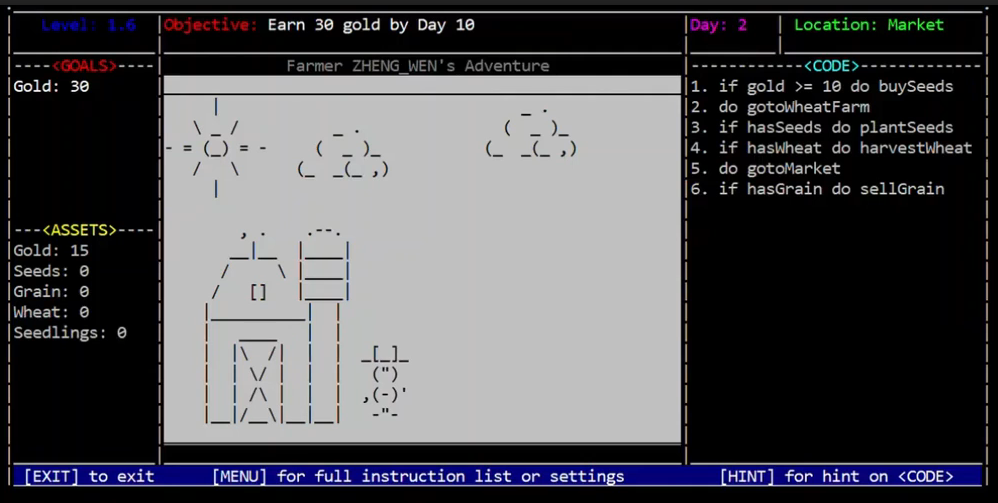 Level: 1.6
Objective: Earn 30 gold by Day 10
Day: 2
Location: Market
----<GOALS>----
Gold: 30
---<ASSETS>----
Gold: 15
Seeds: 0
Grain: 0
Wheat: 0
Seedlings: 0
Farmer ZHENG_WEN's Adventure
------------<CODE>-------------
1. if gold >= 10 do buySeeds
2. do gotoWheatFarm
3. if hasSeeds do plantSeeds
4. if hasWheat do harvestWheat
5. do gotoMarket
6. if hasGrain do sellGrain
[EXIT] to exit
[MENU] for full instruction list or settings
[HINT] for hint on <CODE>